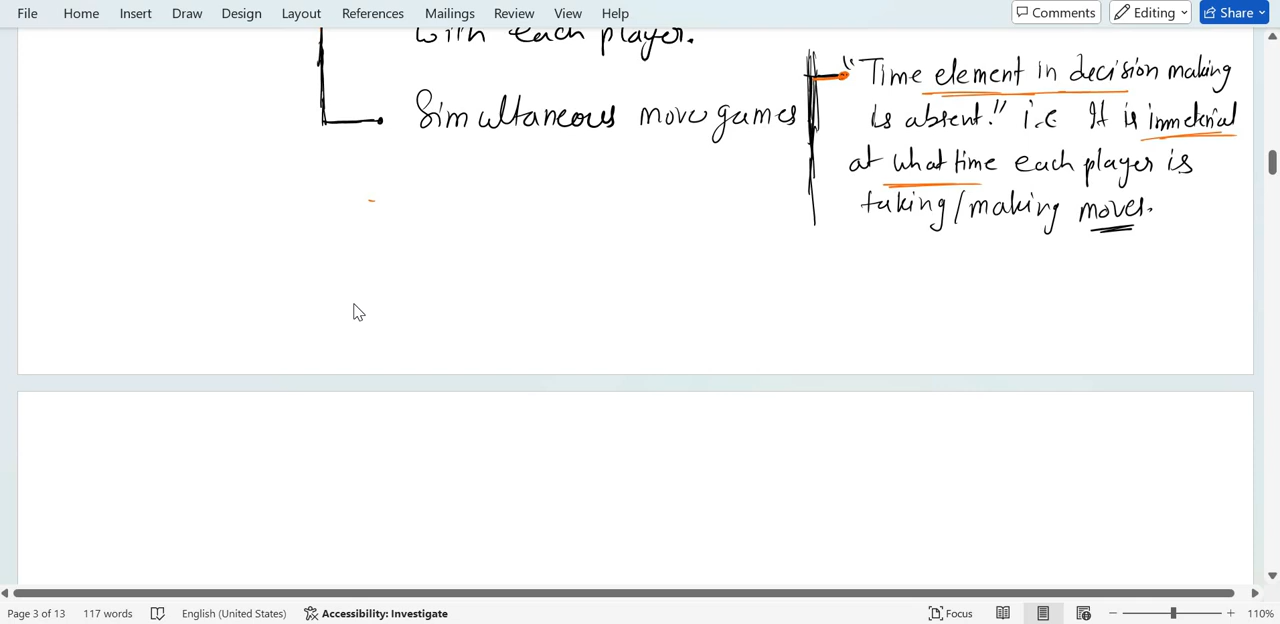 File Home Insert Draw Design Layout References Mailings Review View Help Comments Editing Share
with each player.
Simultaneous move games
"Time element in decision making
is absent." i.e It is immeterial
at what time each player is
taking/making moves.
Page 3 of 13 117 words English (United States) Accessibility: Investigate Focus 110%